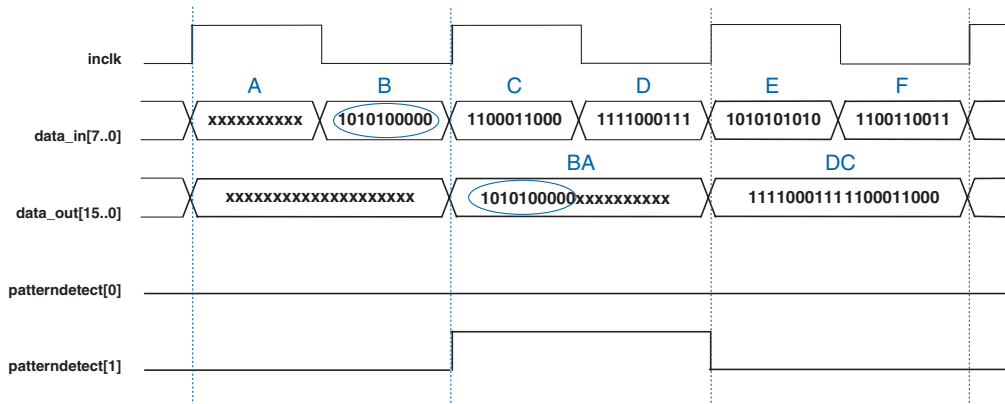 inclk
A B C D E F
data_in[7..0] xxxxxxxxxx 1010100000 1100011000 1111000111 1010101010 1100110011
BA DC
data_out[15..0] xxxxxxxxxxxxxxxxxxxx 1010100000xxxxxxxxxx 11110001111100011000
patterndetect[0]
patterndetect[1]